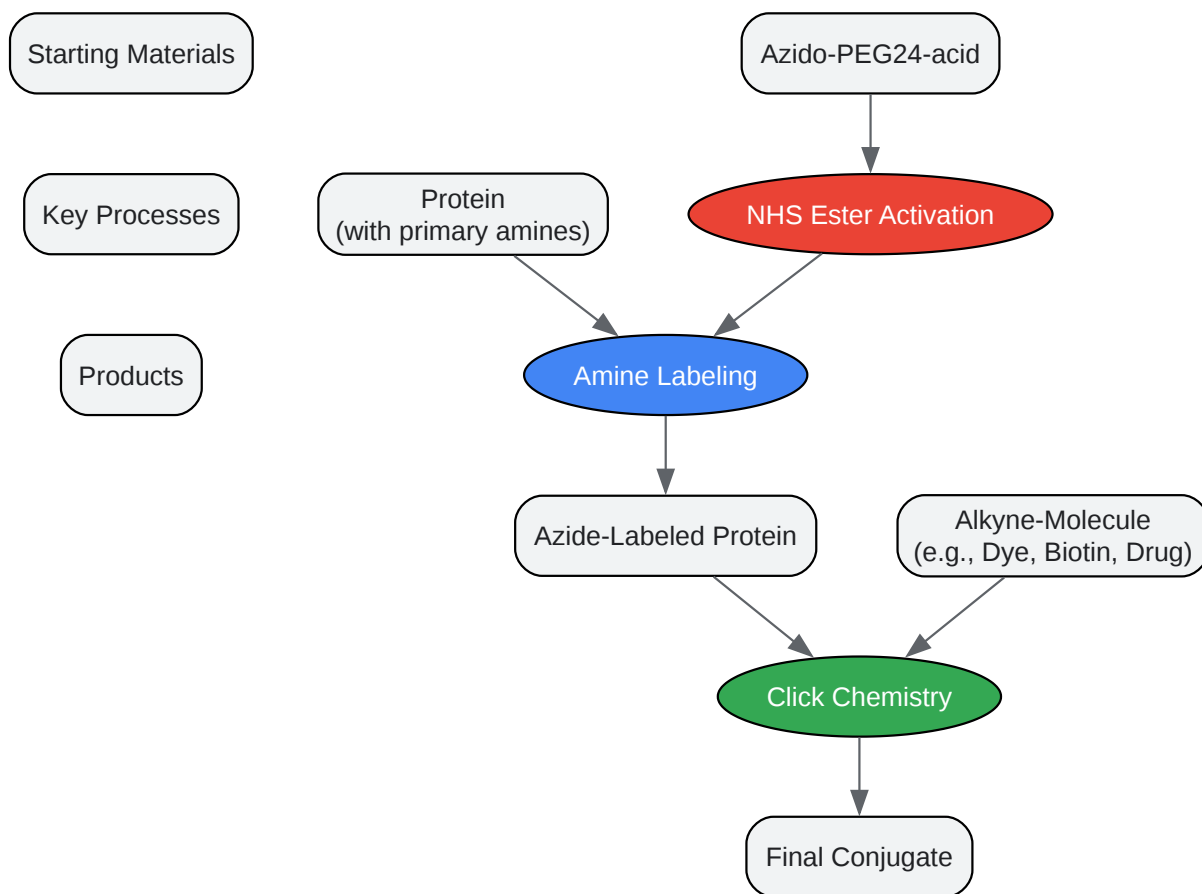 Starting Materials
Azido-PEG24-acid
Key Processes
Protein
(with primary amines)
NHS Ester Activation
Products
Amine Labeling
Azide-Labeled Protein
Alkyne-Molecule
(e.g., Dye, Biotin, Drug)
Click Chemistry
Final Conjugate